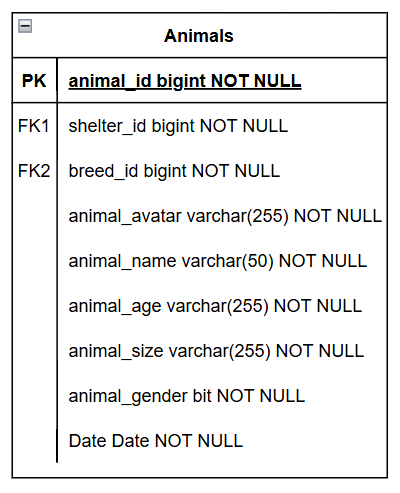 Animals
PK animal_id bigint NOT NULL
FK1 shelter_id bigint NOT NULL
FK2 breed_id bigint NOT NULL
animal_avatar varchar(255) NOT NULL
animal_name varchar(50) NOT NULL
animal_age varchar(255) NOT NULL
animal_size varchar(255) NOT NULL
animal_gender bit NOT NULL
Date Date NOT NULL